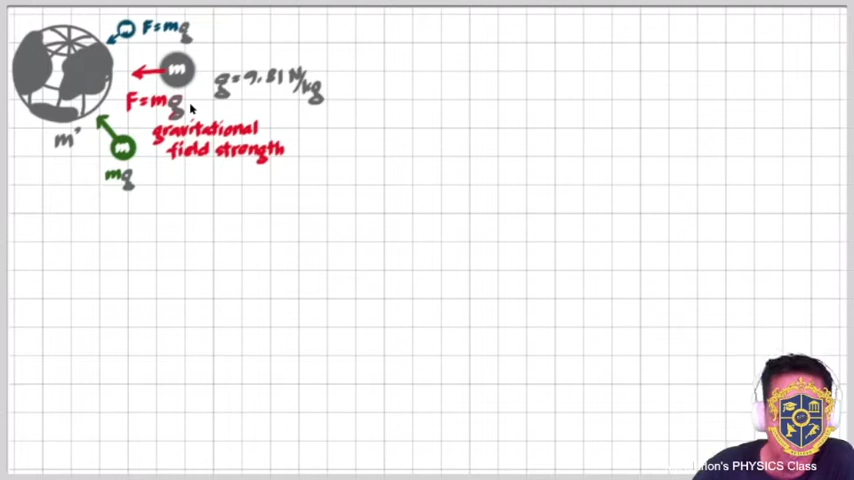 m F=mg
m
g=9.81 N/kg
F=mg
gravitational
field strength
m'
m
mg
PHYSICS Class